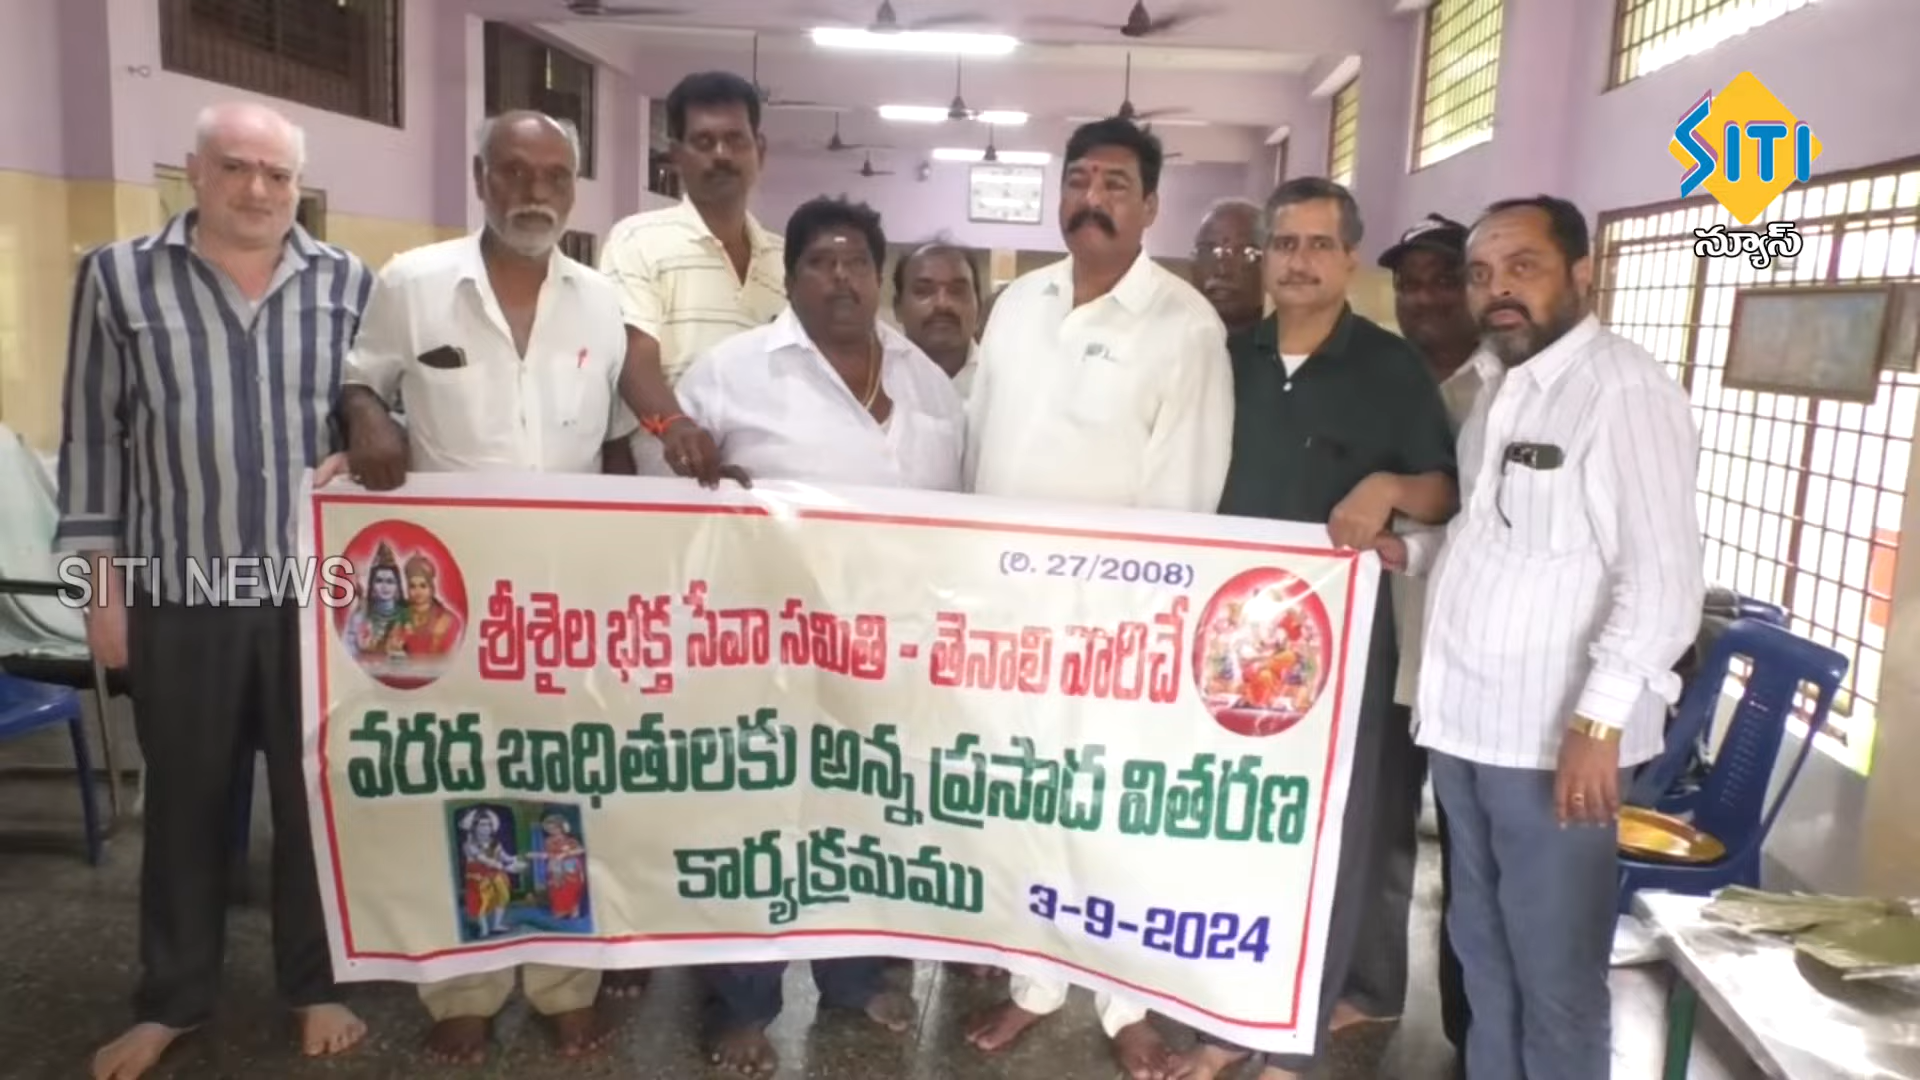 SITI
న్యూస్
SITI NEWS
(రి. 27/2008)
శ్రీశైల భక్త సేవా సమితి - తెనాలి వారిచే
వరద బాధితులకు అన్న ప్రసాద వితరణ
కార్యక్రమము 3-9-2024